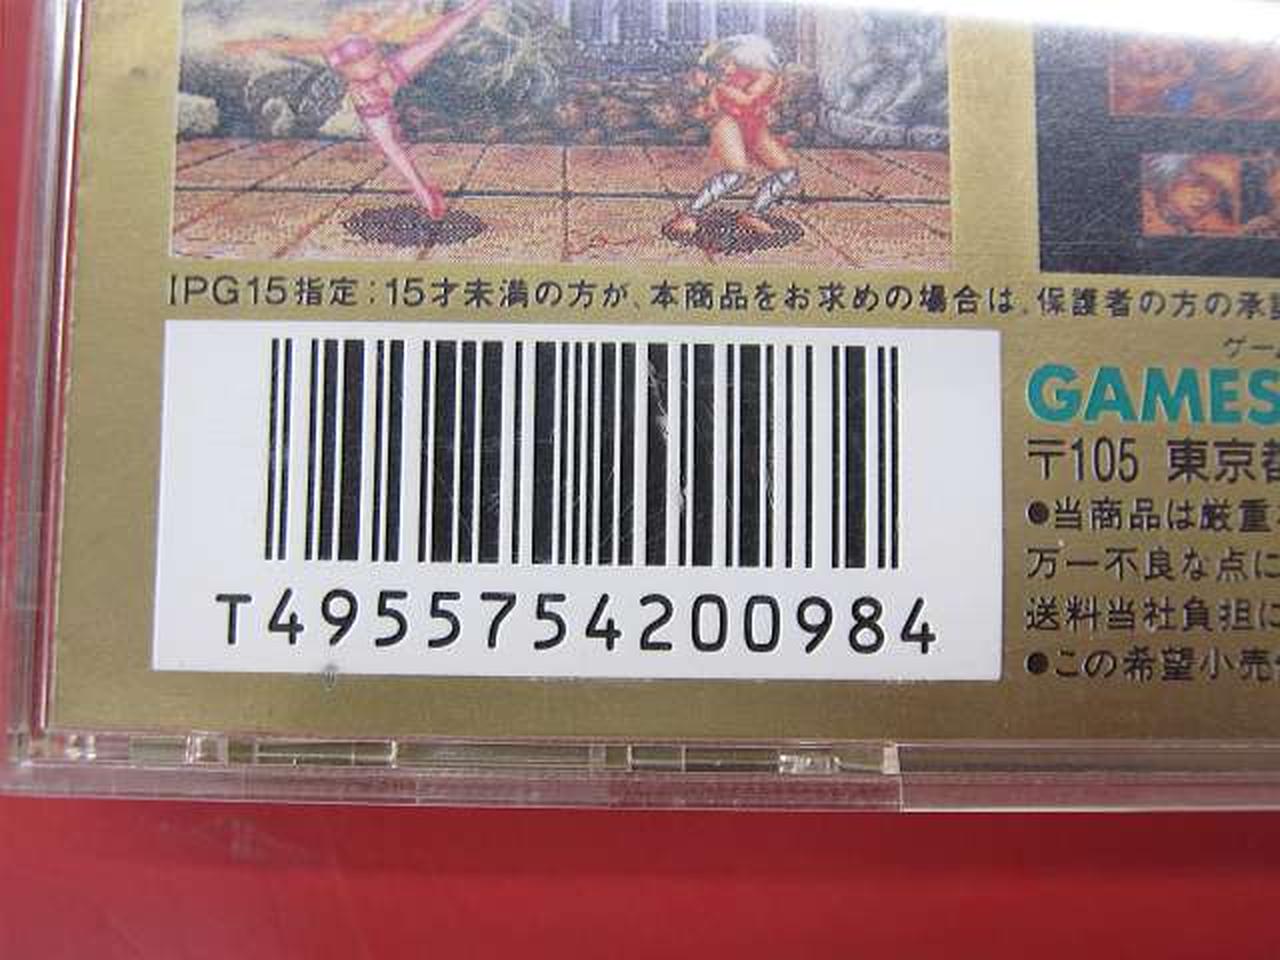 IPG15指定:15才未満の方が、本商品をお求めの場合は、保護者の方の承
T4955754200984
ゲー
GAMES
〒105 東京都
●当商品は厳重
万一不良な点に
送料当社負担に
●この希望小売